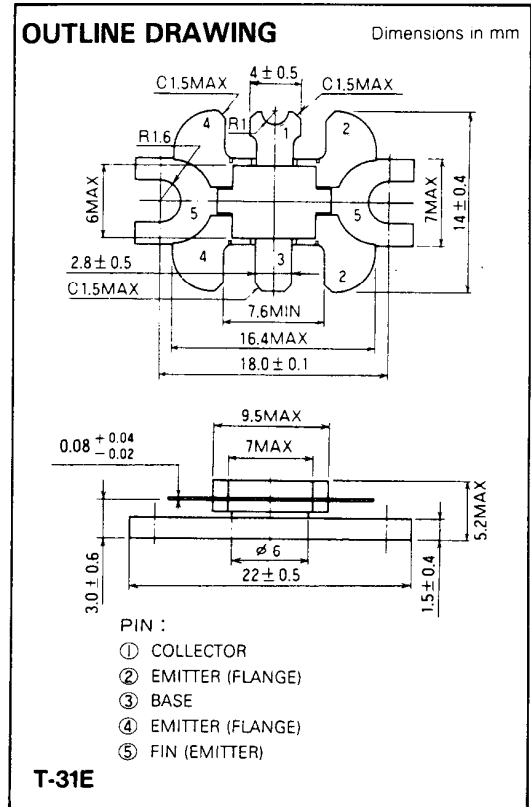 OUTLINE DRAWING Dimensions in mm
4 ± 0.5
C1.5MAX C1.5MAX
4 R1 1 2
R1.6
6MAX 5 5 7MAX 14 ± 0.4
4 3 2
2.8 ± 0.5
C1.5MAX
7.6MIN
16.4MAX
18.0 ± 0.1
9.5MAX
7MAX
0.08 + 0.04
− 0.02
3.0 ± 0.6 5.2MAX
ø 6
22 ± 0.5 1.5 ± 0.4
PIN :
① COLLECTOR
② EMITTER (FLANGE)
③ BASE
④ EMITTER (FLANGE)
⑤ FIN (EMITTER)
T-31E